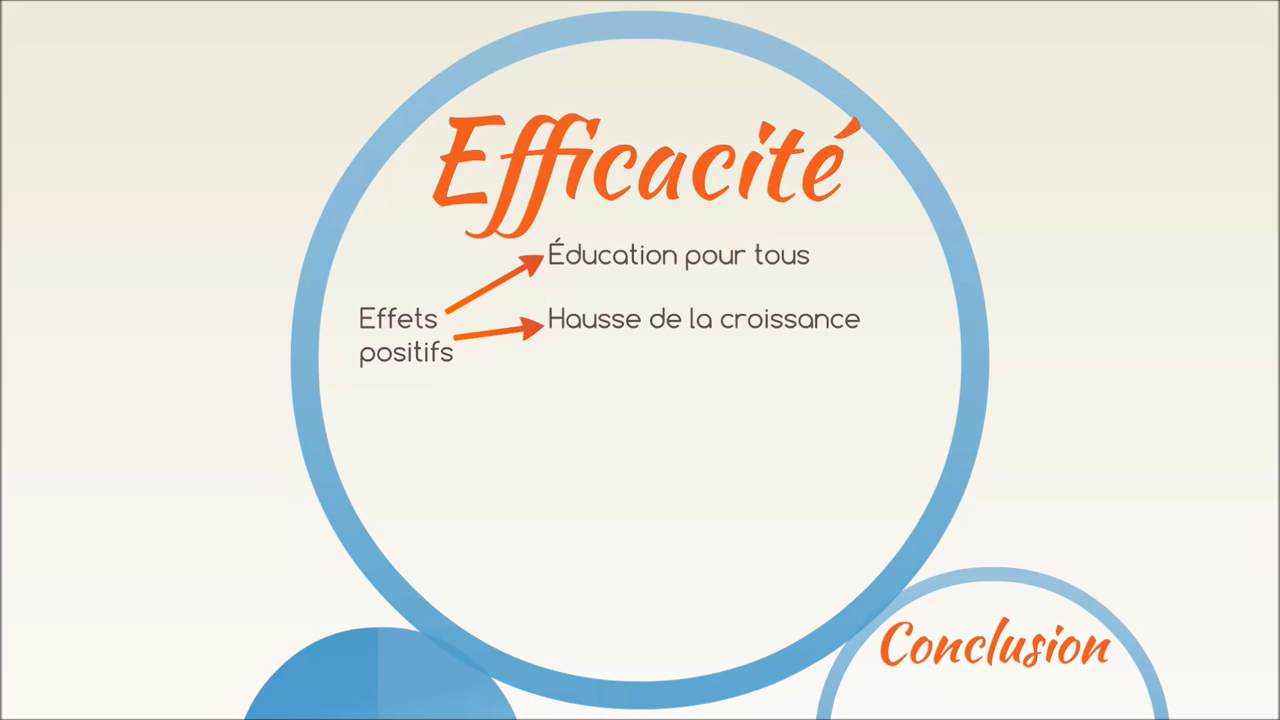 Efficacité
Éducation pour tous
Effets
positifs
Hausse de la croissance
Conclusion